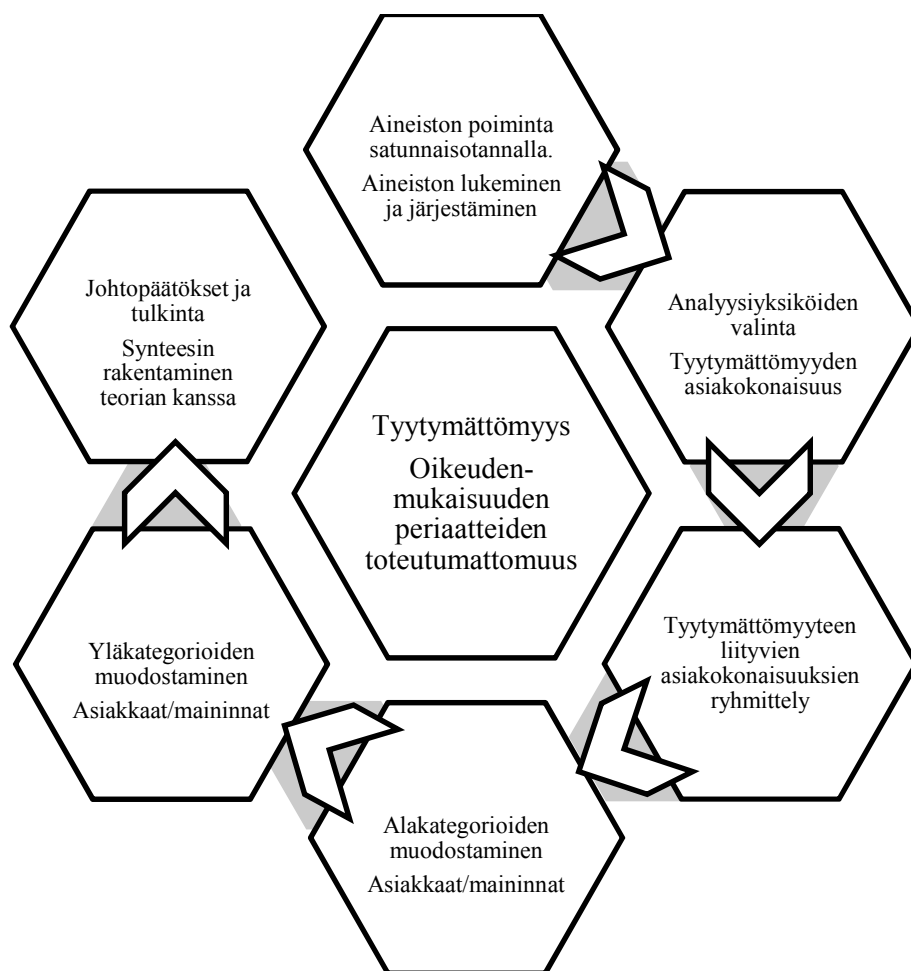 Aineiston poiminta
satunnaisotannalla.
Aineiston lukeminen
ja järjestäminen
Analyysiyksiköiden
valinta
Tyytymättömyyden
asiakokonaisuus
Tyytymättömyyteen
liityvien
asiakokonaisuuksien
ryhmittely
Alakategorioiden
muodostaminen
Asiakkaat/maininnat
Yläkategorioiden
muodostaminen
Asiakkaat/maininnat
Johtopäätökset ja
tulkinta
Synteesin
rakentaminen
teorian kanssa
Tyytymättömyys
Oikeuden-
mukaisuuden
periaatteiden
toteutumattomuus